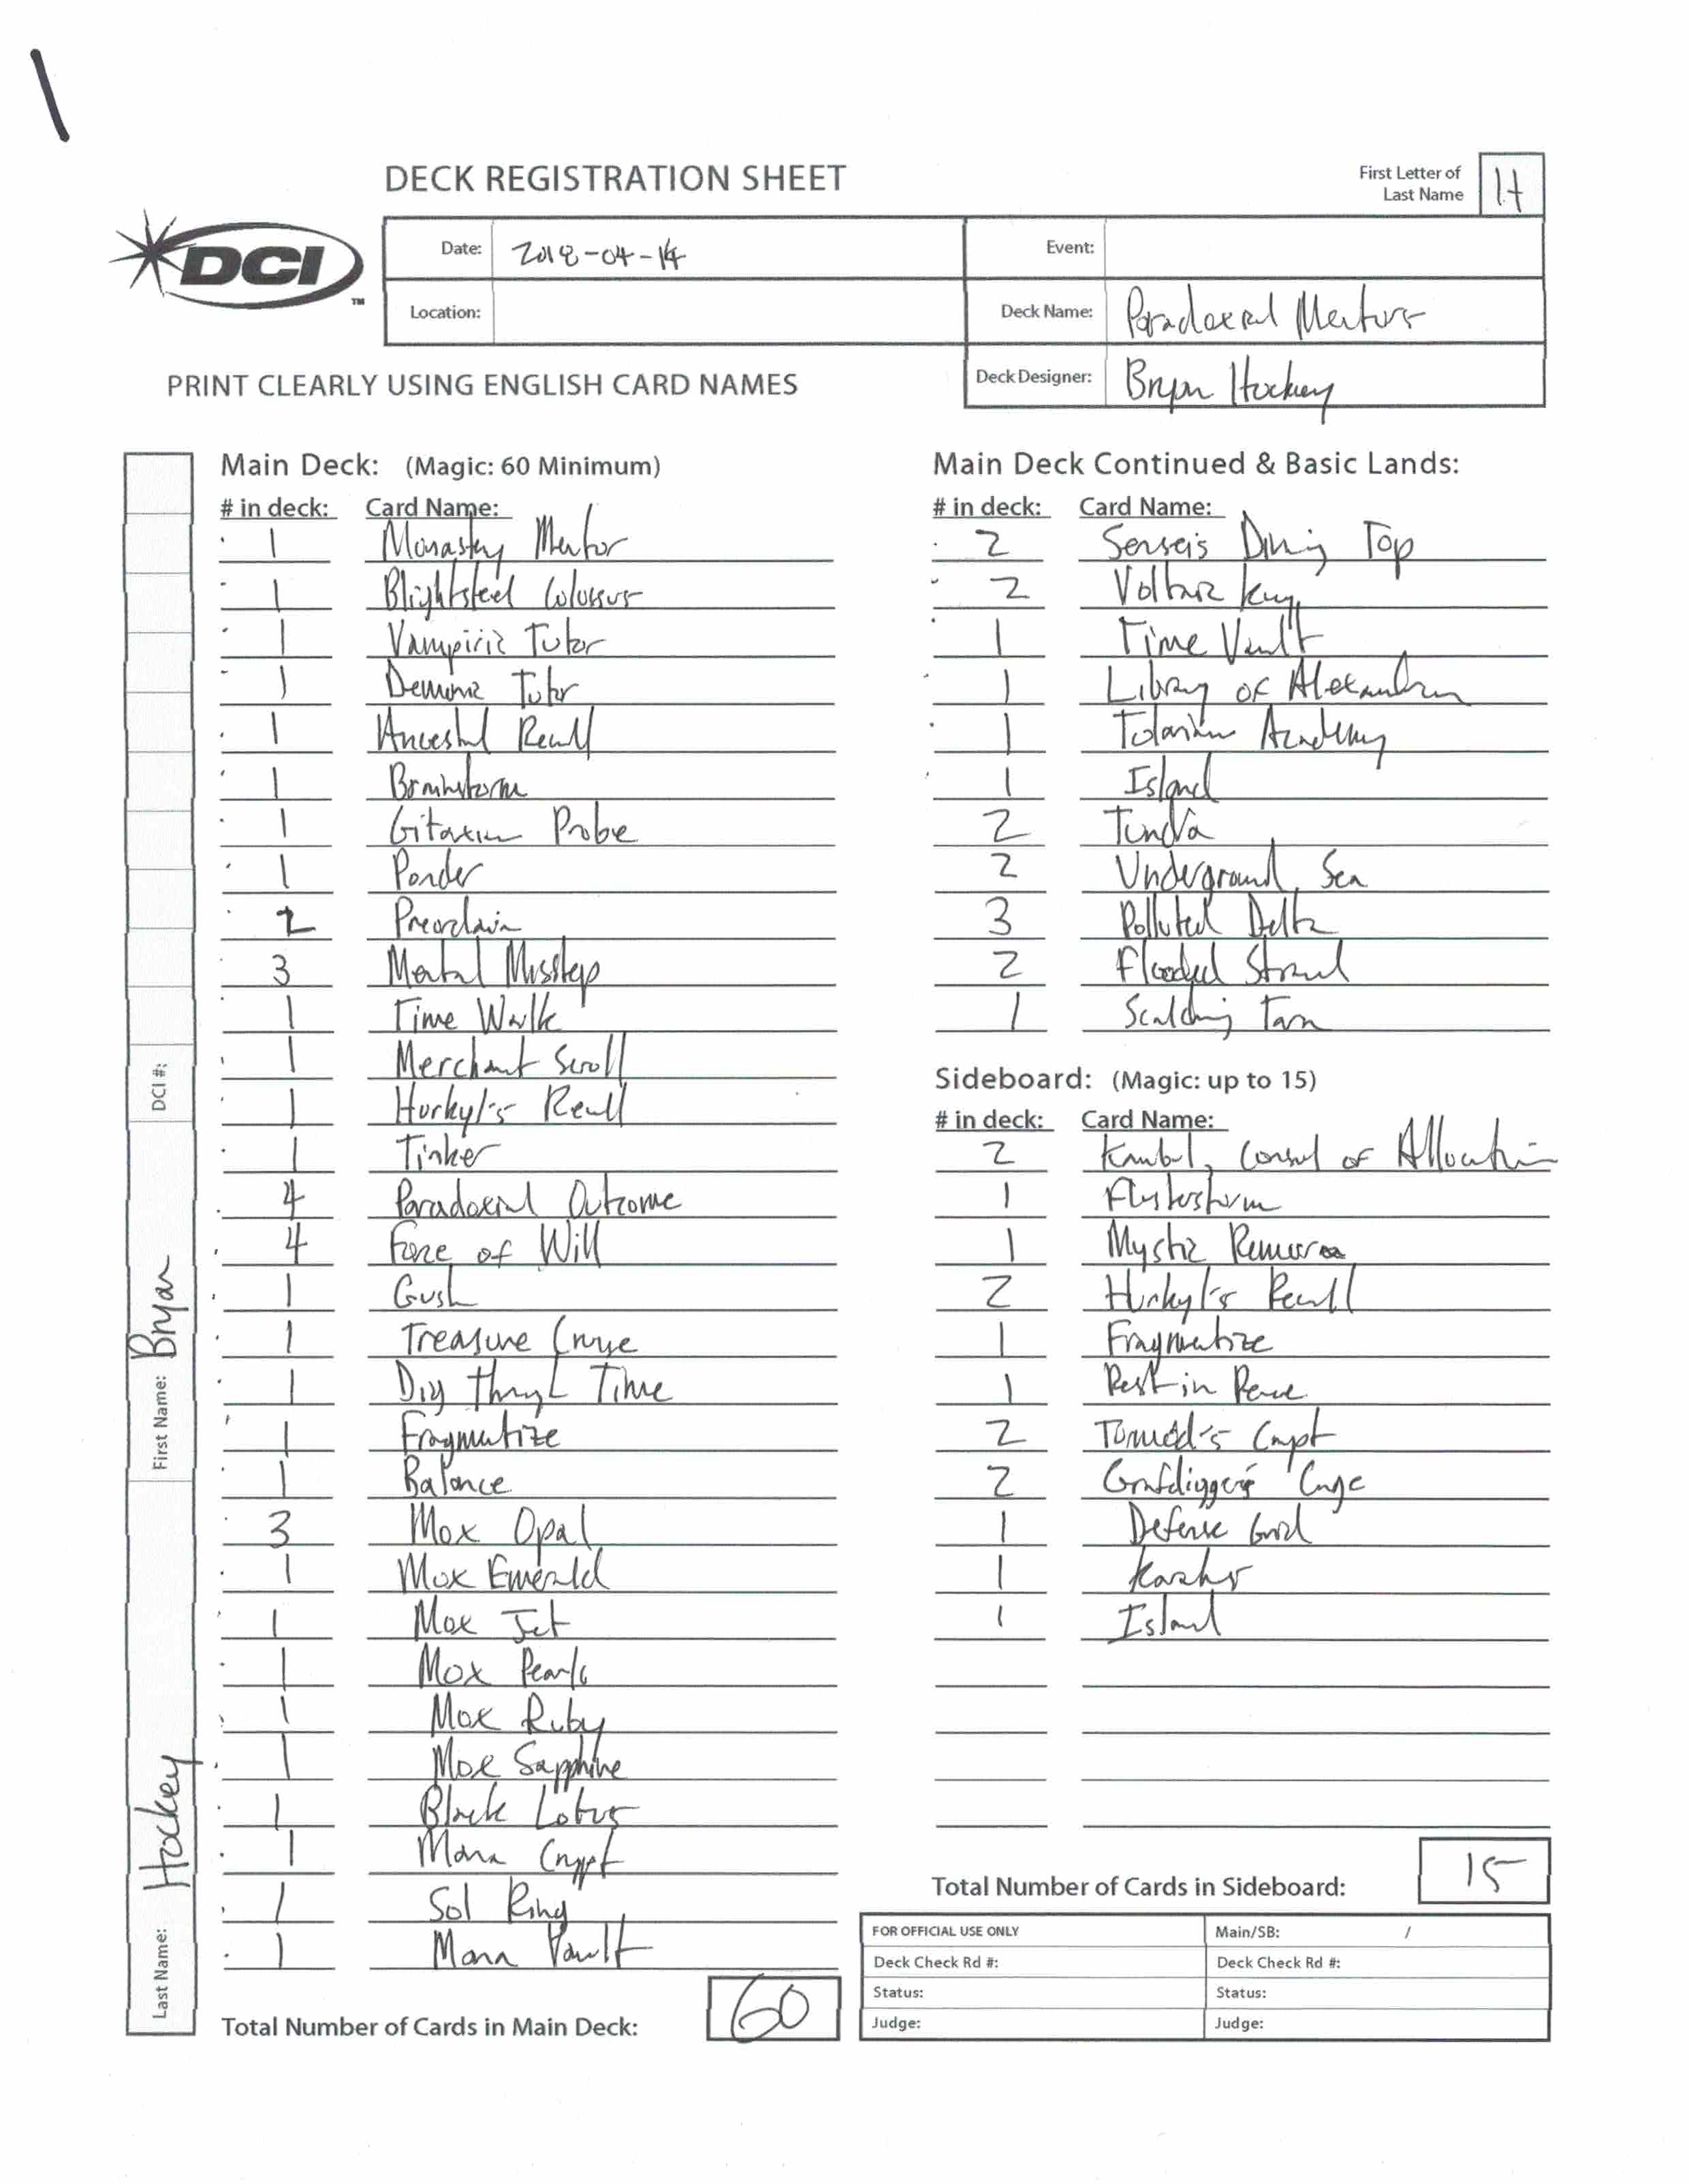 DECK REGISTRATION SHEET
First Letter of Last Name H
DCI TM
Date: 2018-04-14
Event:
Location:
Deck Name: Paradoxical Mentors
PRINT CLEARLY USING ENGLISH CARD NAMES
Deck Designer: Bryan Hockey
Main Deck: (Magic: 60 Minimum)
# in deck: Card Name:
1 Monastery Mentor
1 Blightsteel Colossus
1 Vampiric Tutor
1 Demonic Tutor
1 Ancestral Recall
1 Brainstorm
1 Gitaxian Probe
1 Ponder
2 Preordain
3 Mental Misstep
1 Time Walk
1 Merchant Scroll
1 Hurkyl's Recall
1 Tinker
4 Paradoxical Outcome
4 Force of Will
1 Gush
1 Treasure Cruise
1 Dig Through Time
1 Fragmatize
1 Balance
3 Mox Opal
1 Mox Emerald
1 Mox Jet
1 Mox Pearl
1 Mox Ruby
1 Mox Sapphire
1 Black Lotus
1 Mana Crypt
1 Sol Ring
1 Mana Vault
Total Number of Cards in Main Deck: 60
Main Deck Continued & Basic Lands:
# in deck: Card Name:
2 Senseis Divining Top
2 Voltaic Key
1 Time Vault
1 Library of Alexandria
1 Tolarian Academy
1 Island
2 Tundra
2 Underground Sea
3 Polluted Delta
2 Flooded Strand
1 Scalding Tarn
Sideboard: (Magic: up to 15)
# in deck: Card Name:
2 Kambal, Consul of Allocation
1 Flusterstorm
1 Mystic Remora
2 Hurkyl's Recall
1 Fragmatize
1 Rest in Peace
2 Tormod's Crypt
2 Grafdigger's Cage
1 Defense Grid
1
1 Island
Total Number of Cards in Sideboard: 15
FOR OFFICIAL USE ONLY
Main/SB: /
Deck Check Rd #:
Deck Check Rd #:
Status:
Status:
Judge:
Judge:
DCI #:
First Name: Bryan
Last Name: Hockey